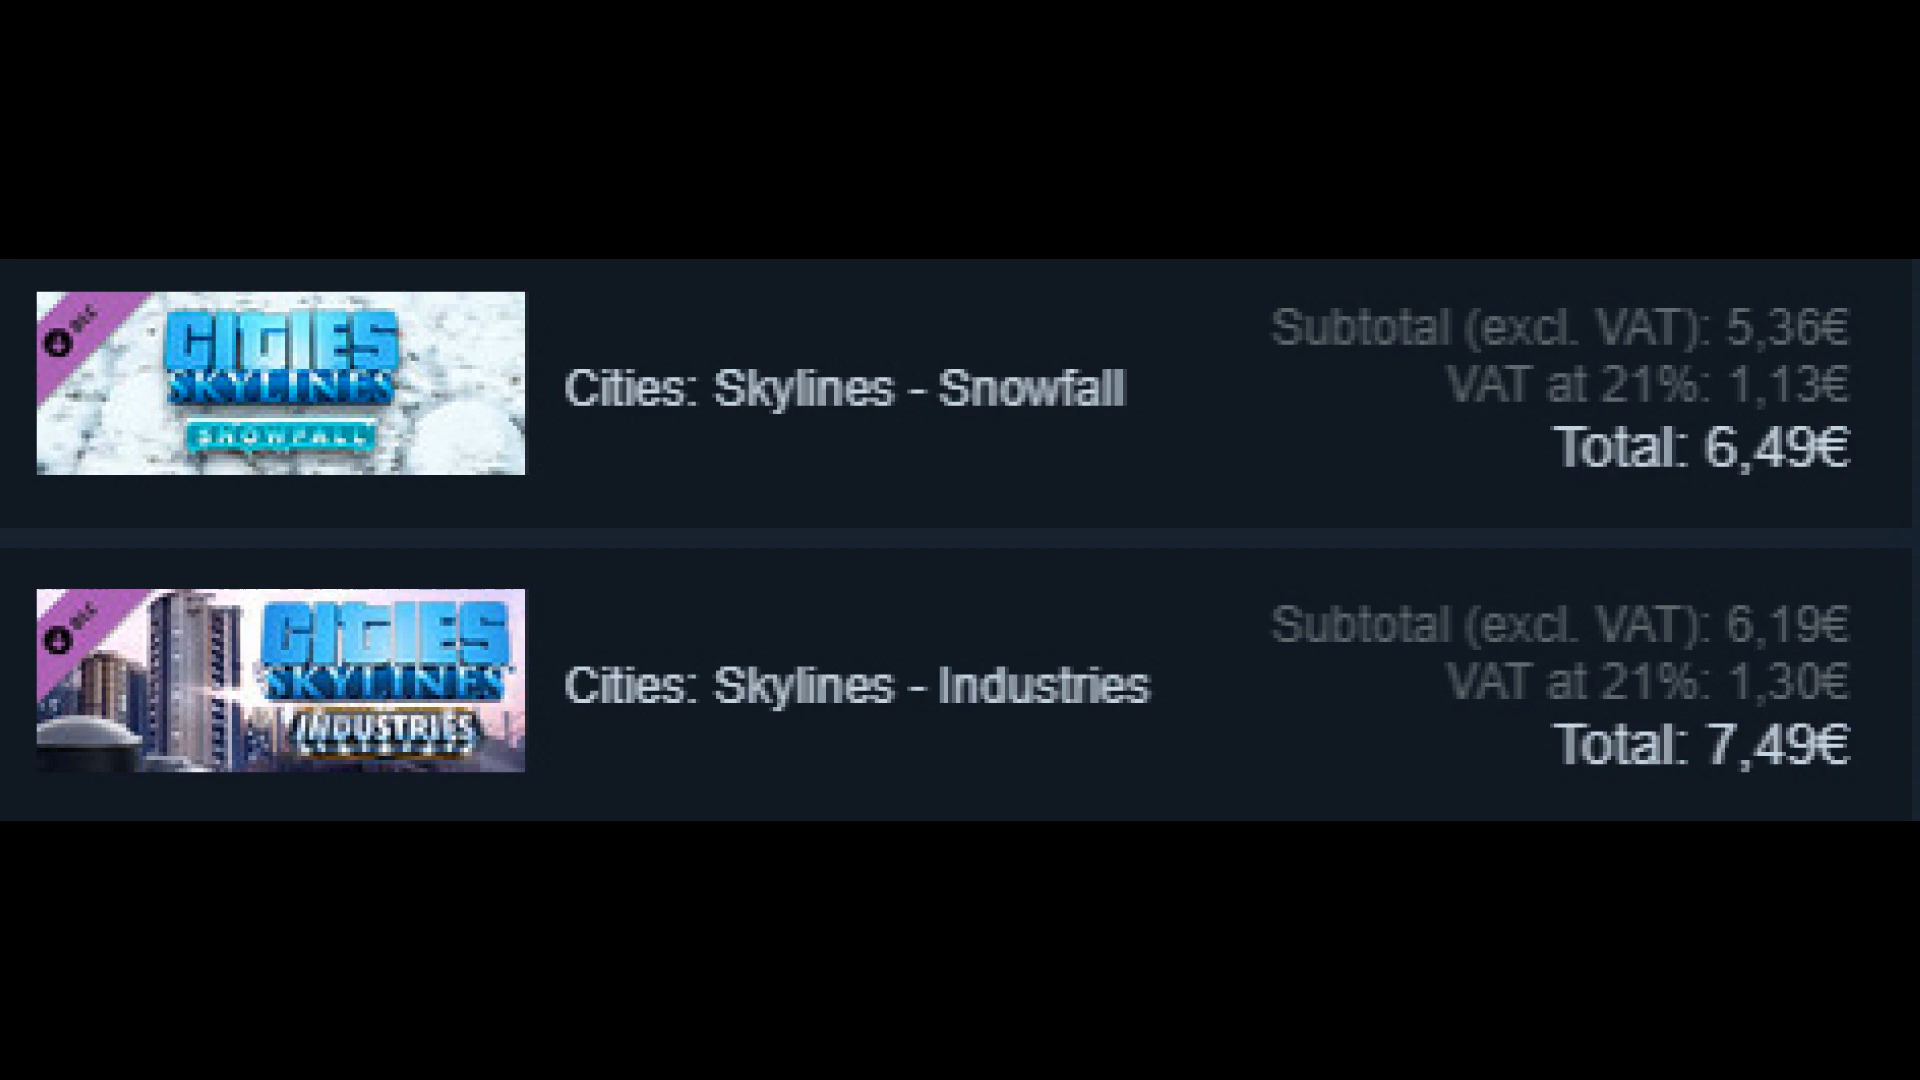 DLC
CITIES
SKYLINES
SNOWFALL
Cities: Skylines - Snowfall
Subtotal (excl. VAT): 5,36€
VAT at 21%: 1,13€
Total: 6,49€
DLC
CITIES
SKYLINES
INDUSTRIES
Cities: Skylines - Industries
Subtotal (excl. VAT): 6,19€
VAT at 21%: 1,30€
Total: 7,49€